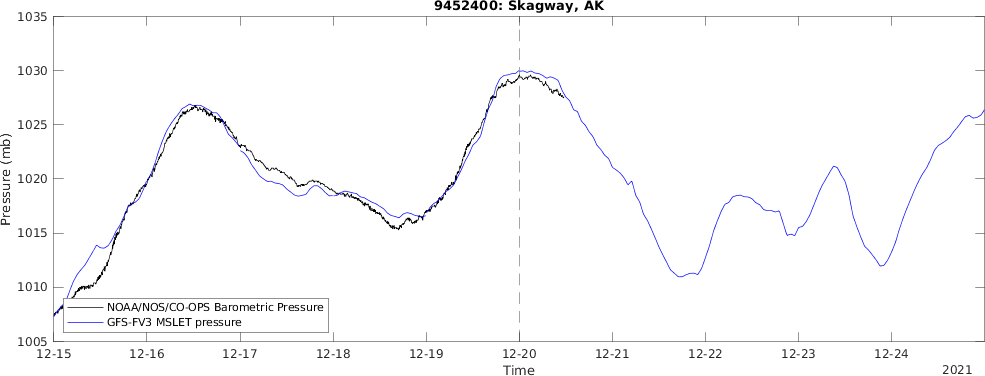 9452400: Skagway, AK
Pressure (mb)
1035
1030
1025
1020
1015
1010
1005
NOAA/NOS/CO-OPS Barometric Pressure
GFS-FV3 MSLET pressure
12-15 12-16 12-17 12-18 12-19 12-20 12-21 12-22 12-23 12-24
Time
2021